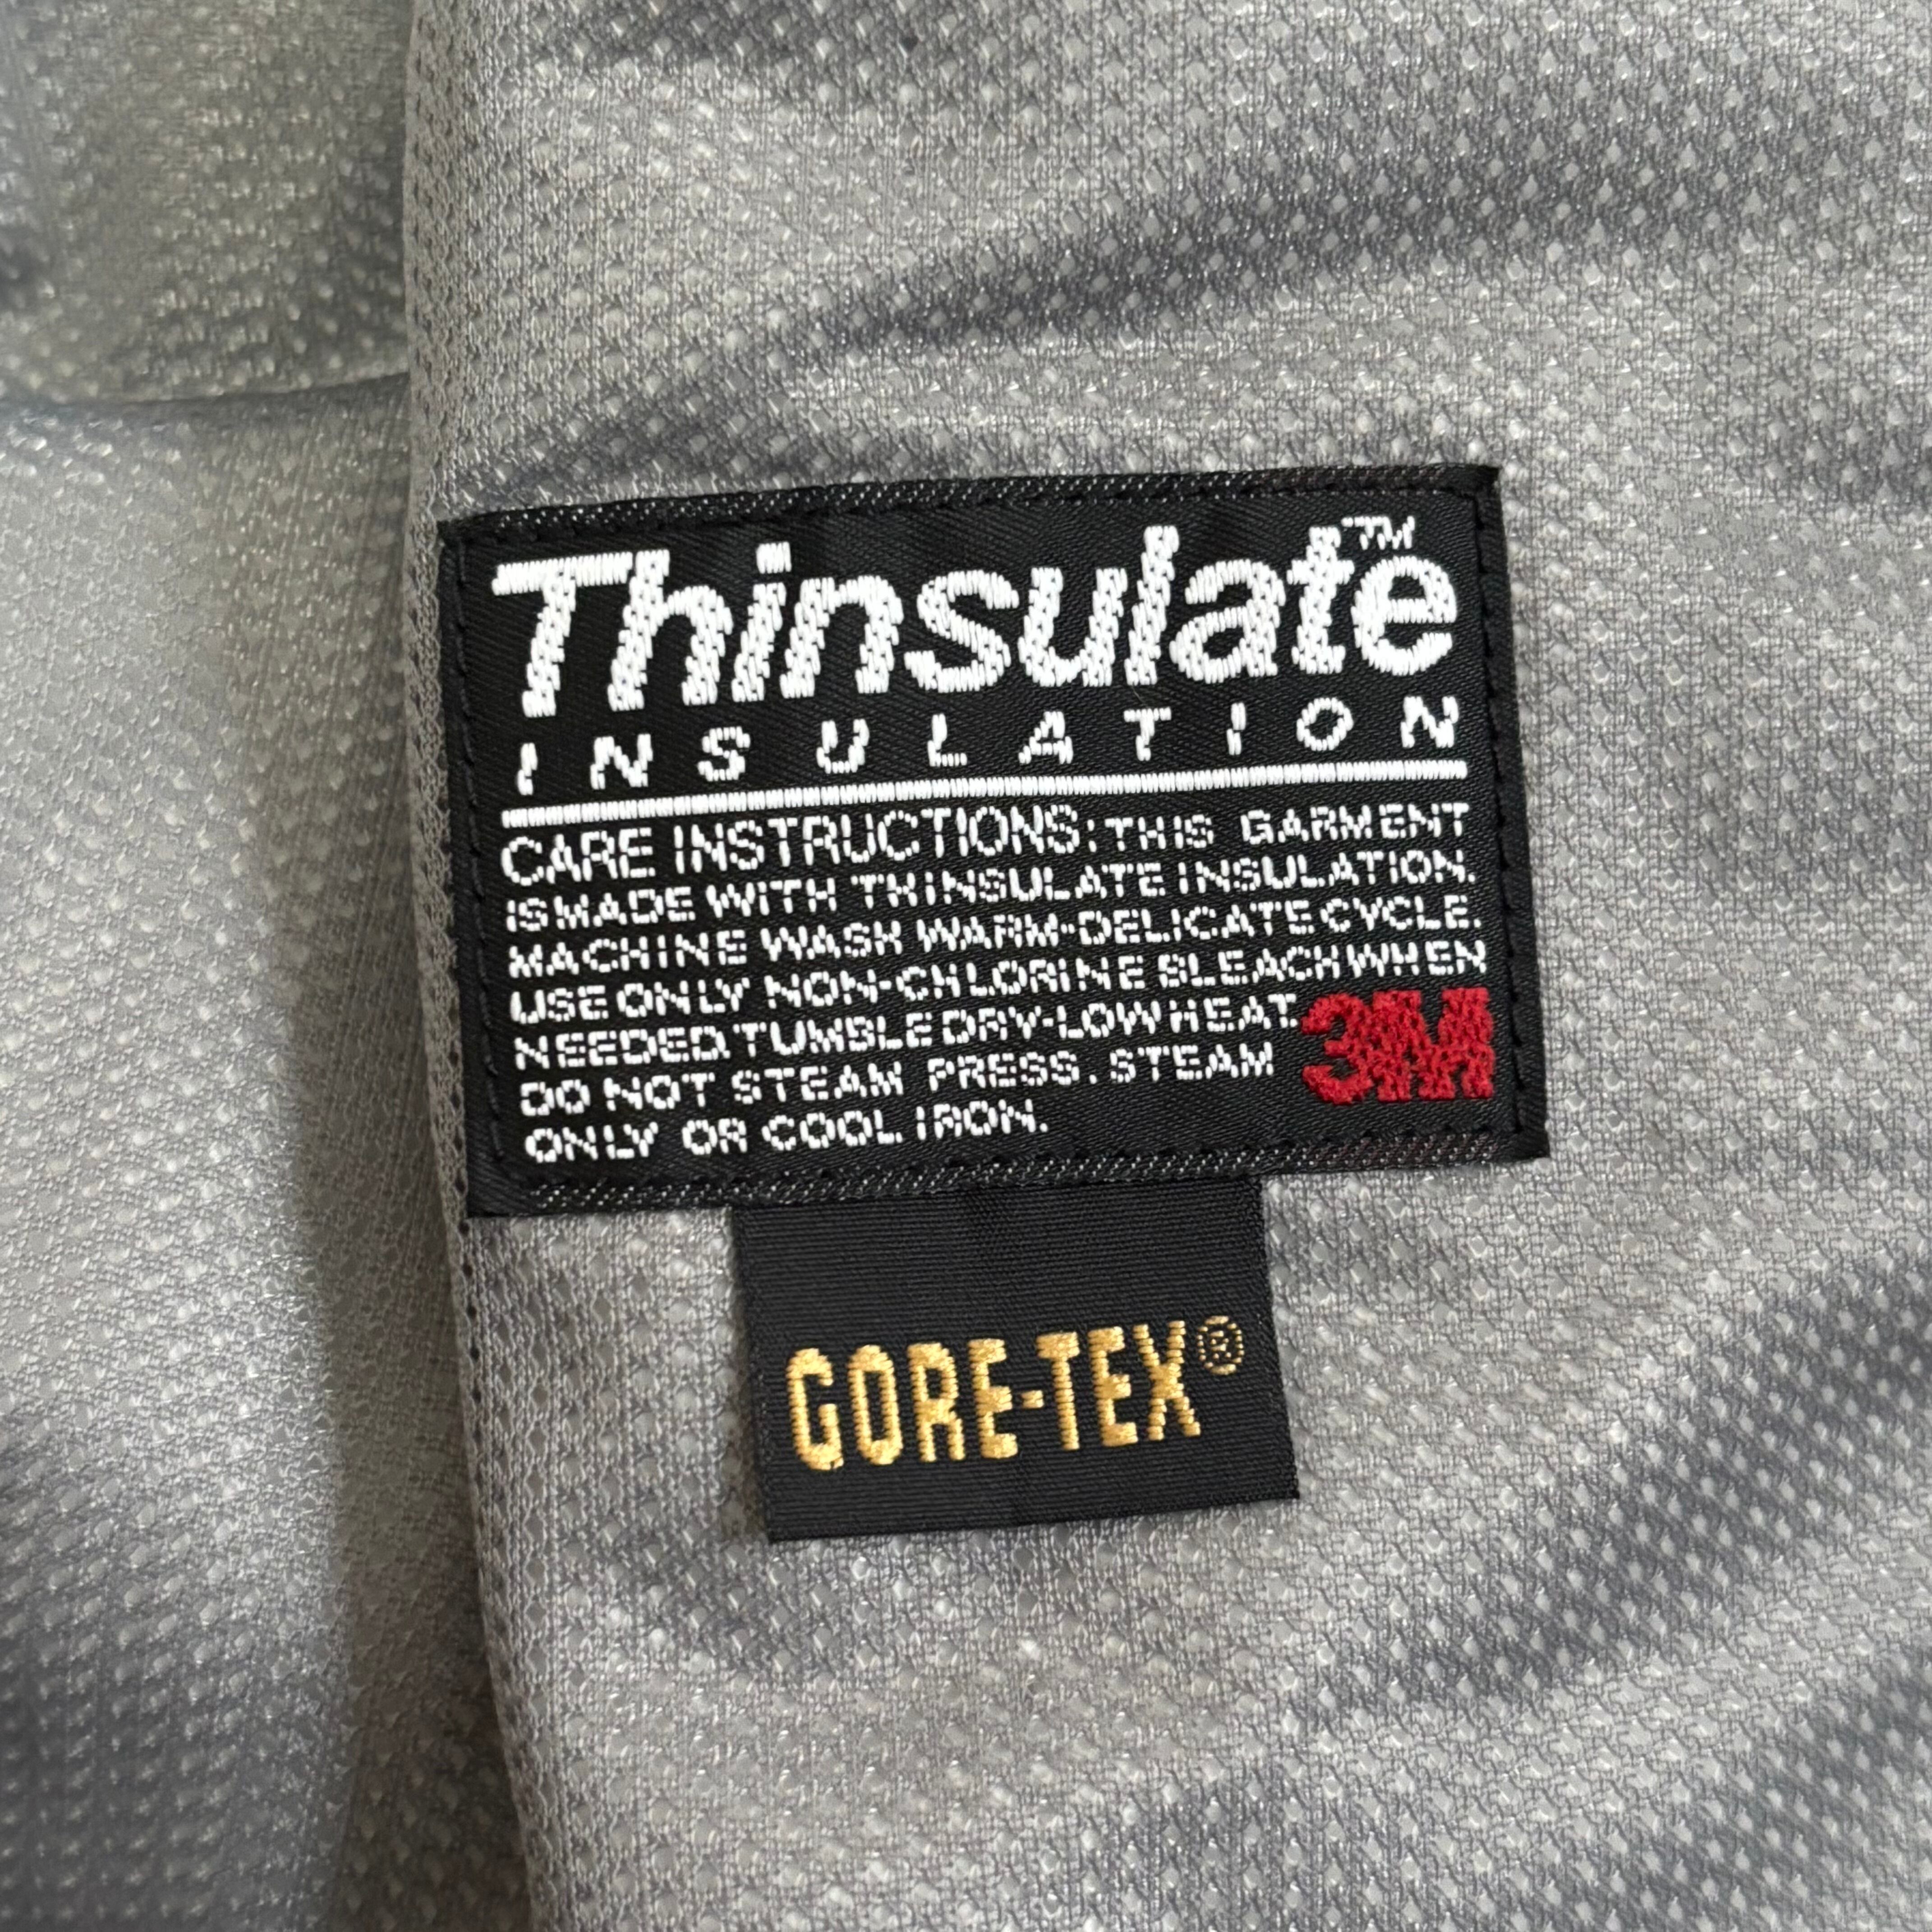 Thinsulate™
INSULATION
CARE INSTRUCTIONS: THIS GARMENT
IS MADE WITH THINSULATE INSULATION.
MACHINE WASH WARM-DELICATE CYCLE.
USE ONLY NON-CHLORINE BLEACH WHEN
NEEDED. TUMBLE DRY-LOW HEAT.
DO NOT STEAM PRESS. STEAM
ONLY OR COOL IRON.
3M
GORE-TEX®